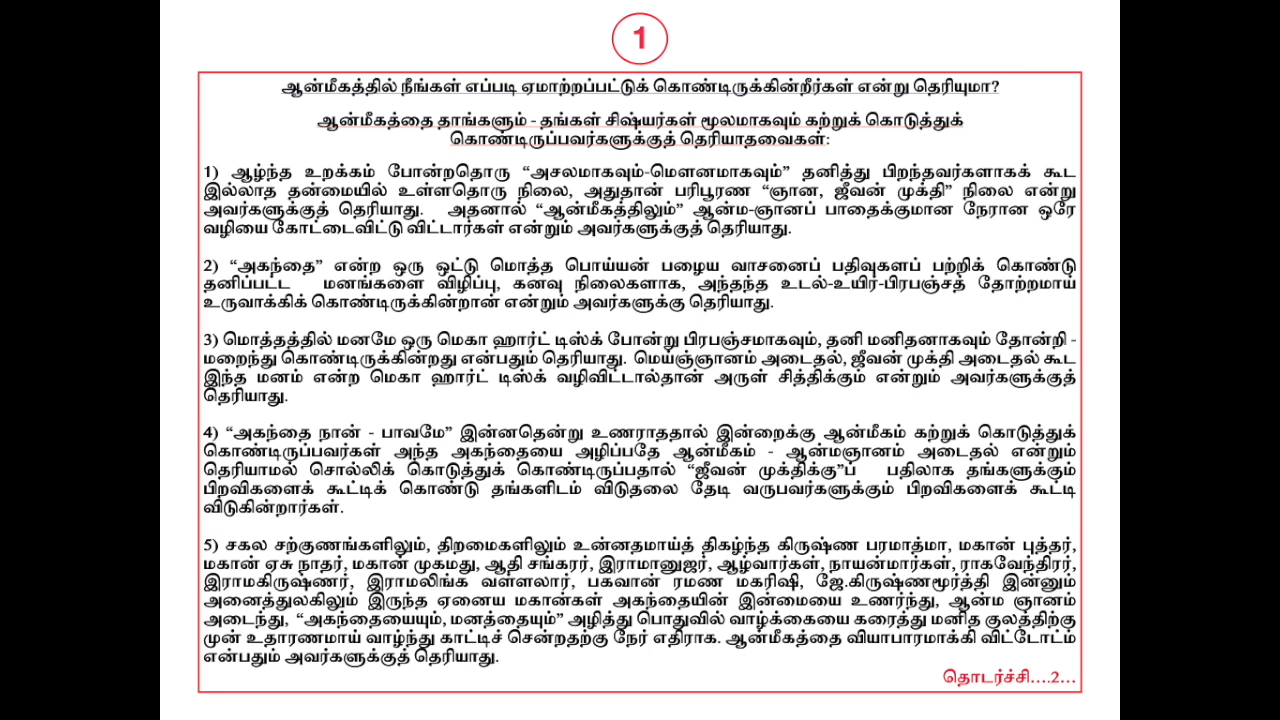 1
ஆன்மீகத்தில் நீங்கள் எப்படி ஏமாற்றப்பட்டுக் கொண்டிருக்கின்றீர்கள் என்று தெரியுமா?
ஆன்மீகத்தை தாங்களும் - தங்கள் சிஷ்யர்கள் மூலமாகவும் கற்றுக் கொடுத்துக்
கொண்டிருப்பவர்களுக்குத் தெரியாதவைகள்:
1) ஆழ்ந்த உறக்கம் போன்றதொரு “அசலமாகவும்-மௌனமாகவும்” தனித்து பிறந்தவர்களாகக் கூட
இல்லாத தன்மையில் உள்ளதொரு நிலை, அதுதான் பரிபூரண “ஞான, ஜீவன் முக்தி” நிலை என்று
அவர்களுக்குத் தெரியாது. அதனால் “ஆன்மீகத்திலும்” ஆன்ம-ஞானப் பாதைக்குமான நேரான ஒரே
வழியை கோட்டைவிட்டு விட்டார்கள் என்றும் அவர்களுக்குத் தெரியாது.
2) “அகந்தை” என்ற ஒரு ஒட்டு மொத்த பொய்யன் பழைய வாசனைப் பதிவுகளப் பற்றிக் கொண்டு
தனிப்பட்ட மனங்களை விழிப்பு, கனவு நிலைகளாக, அந்தந்த உடல்-உயிர்-பிரபஞ்சத் தோற்றமாய்
உருவாக்கிக் கொண்டிருக்கின்றான் என்றும் அவர்களுக்கு தெரியாது.
3) மொத்தத்தில் மனமே ஒரு மெகா ஹார்ட் டிஸ்க் போன்று பிரபஞ்சமாகவும், தனி மனிதனாகவும் தோன்றி -
மறைந்து கொண்டிருக்கின்றது என்பதும் தெரியாது. மெய்ஞ்ஞானம் அடைதல், ஜீவன் முக்தி அடைதல் கூட
இந்த மனம் என்ற மெகா ஹார்ட் டிஸ்க் வழிவிட்டால்தான் அருள் சித்திக்கும் என்றும் அவர்களுக்குத்
தெரியாது.
4) “அகந்தை நான் - பாவமே” இன்னதென்று உணராததால் இன்றைக்கு ஆன்மீகம் கற்றுக் கொடுத்துக்
கொண்டிருப்பவர்கள் அந்த அகந்தையை அழிப்பதே ஆன்மீகம் - ஆன்மஞானம் அடைதல் என்றும்
தெரியாமல் சொல்லிக் கொடுத்துக் கொண்டிருப்பதால் “ஜீவன் முக்திக்கு”ப் பதிலாக தங்களுக்கும்
பிறவிகளைக் கூட்டிக் கொண்டு தங்களிடம் விடுதலை தேடி வருபவர்களுக்கும் பிறவிகளைக் கூட்டி
விடுகின்றார்கள்.
5) சகல சற்குணங்களிலும், திறமைகளிலும் உன்னதமாய்த் திகழ்ந்த கிருஷ்ண பரமாத்மா, மகான் புத்தர்,
மகான் ஏசு நாதர், மகான் முகமது, ஆதி சங்கரர், இராமானுஜர், ஆழ்வார்கள், நாயன்மார்கள், ராகவேந்திரர்,
இராமகிருஷ்ணர், இராமலிங்க வள்ளலார், பகவான் ரமண மகரிஷி, ஜே.கிருஷ்ணமூர்த்தி இன்னும்
அனைத்துலகிலும் இருந்த ஏனைய மகான்கள் அகந்தையின் இன்மையை உணர்ந்து, ஆன்ம ஞானம்
அடைந்து, “அகந்தையையும், மனத்தையும்” அழித்து பொதுவில் வாழ்க்கையை கரைத்து மனித குலத்திற்கு
முன் உதாரணமாய் வாழ்ந்து காட்டிச் சென்றதற்கு நேர் எதிராக. ஆன்மீகத்தை வியாபாரமாக்கி விட்டோட்ம்
என்பதும் அவர்களுக்குத் தெரியாது.
தொடர்ச்சி....2...